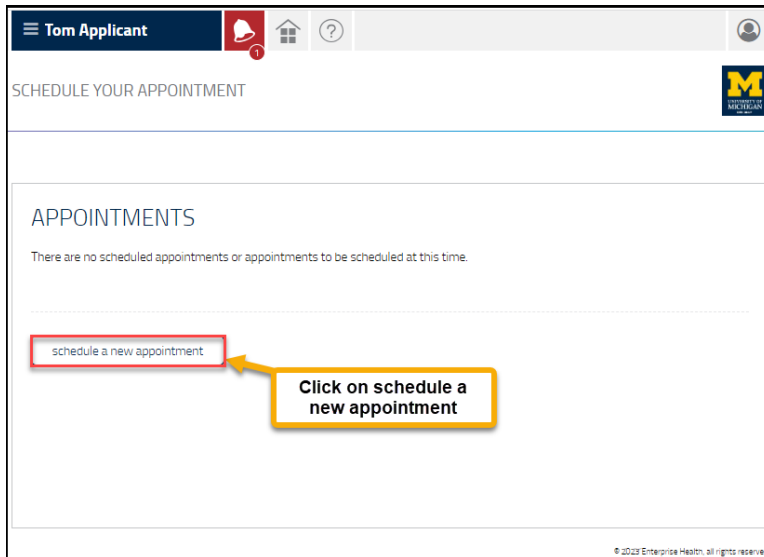 Tom Applicant
1
?
SCHEDULE YOUR APPOINTMENT
M
UNIVERSITY OF
MICHIGAN
APPOINTMENTS
There are no scheduled appointments or appointments to be scheduled at this time.
schedule a new appointment
Click on schedule a
new appointment
© 2023 Enterprise Health, all rights reserve